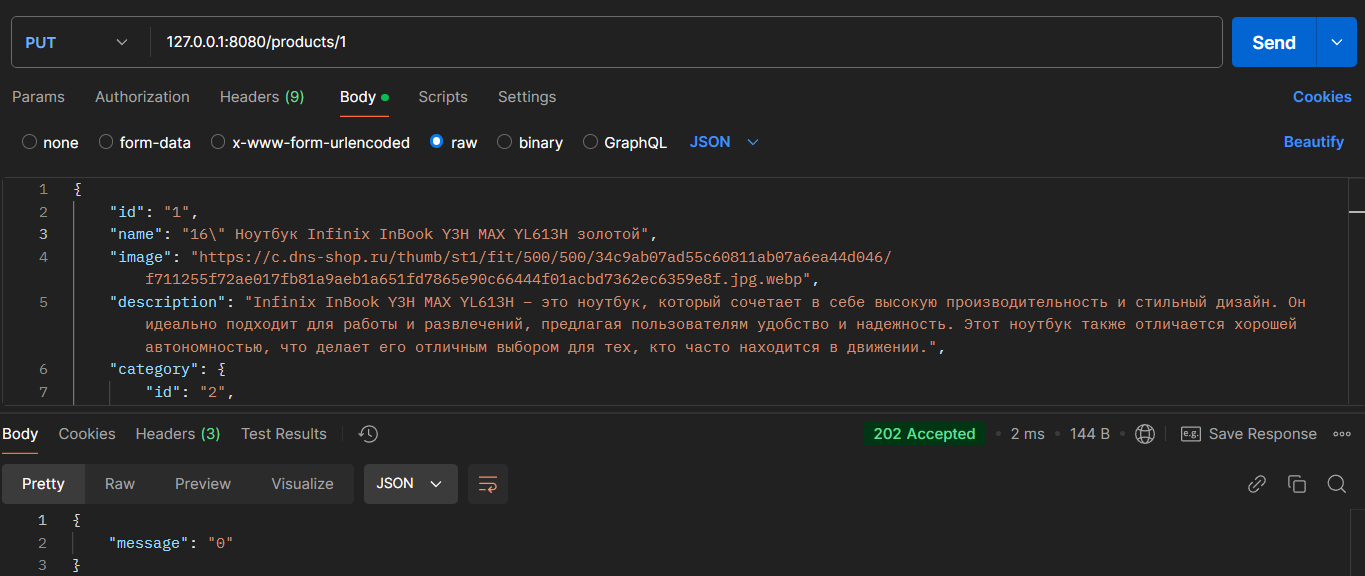 PUT 127.0.0.1:8080/products/1 Send
Params Authorization Headers (9) Body Scripts Settings Cookies
none form-data x-www-form-urlencoded raw binary GraphQL JSON Beautify
1 {
2 "id": "1",
3 "name": "16\" Ноутбук Infinix InBook Y3H MAX YL613H золотой",
4 "image": "https://c.dns-shop.ru/thumb/st1/fit/500/500/34c9ab07ad55c60811ab07a6ea44d046/
f711255f72ae017fb81a9aeb1a651fd7865e90c66444f01acbd7362ec6359e8f.jpg.webp",
5 "description": "Infinix InBook Y3H MAX YL613H – это ноутбук, который сочетает в себе высокую производительность и стильный дизайн. Он
идеально подходит для работы и развлечений, предлагая пользователям удобство и надежность. Этот ноутбук также отличается хорошей
автономностью, что делает его отличным выбором для тех, кто часто находится в движении.",
6 "category": {
7 "id": "2",
Body Cookies Headers (3) Test Results 202 Accepted 2 ms 144 B e.g. Save Response
Pretty Raw Preview Visualize JSON
1 {
2 "message": "0"
3 }